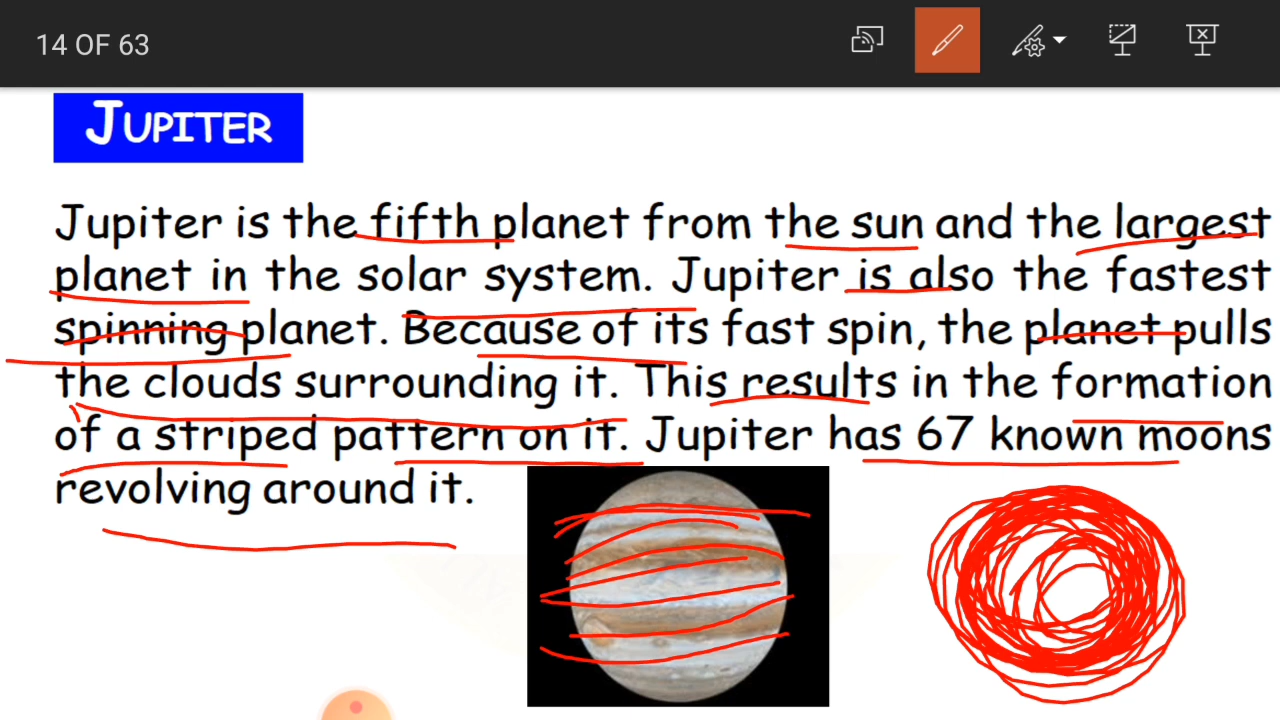 14 OF 63
JUPITER
Jupiter is the fifth planet from the sun and the largest
planet in the solar system. Jupiter is also the fastest
spinning planet. Because of its fast spin, the planet pulls
the clouds surrounding it. This results in the formation
of a striped pattern on it. Jupiter has 67 known moons
revolving around it.